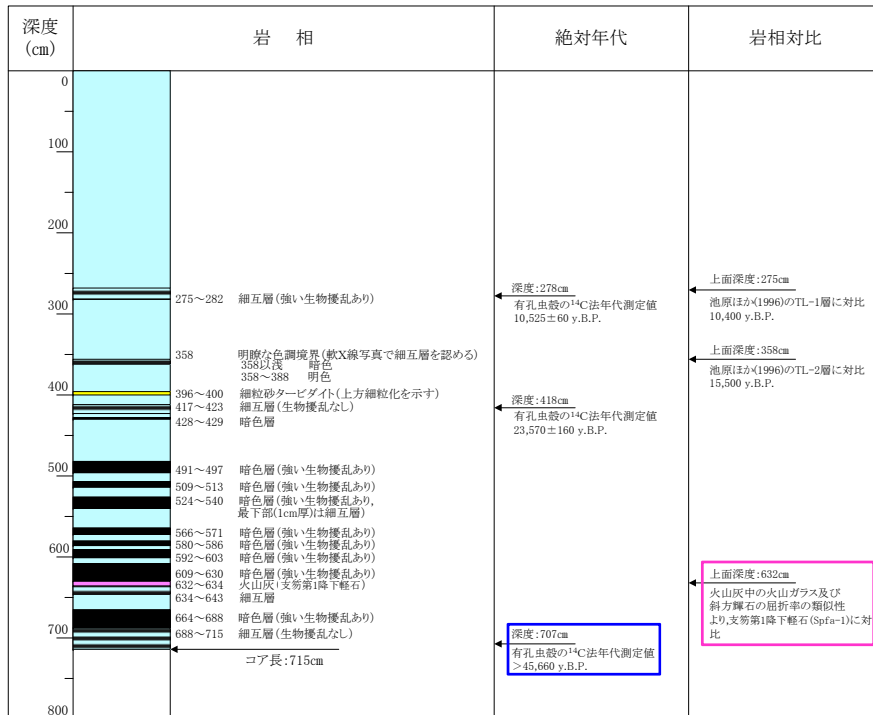 深度
(cm)
岩 相
絶対年代
岩相対比
0
100
200
300
400
500
600
700
800
275～282 細互層(強い生物擾乱あり)
358 明瞭な色調境界(軟X線写真で細互層を認める)
358以浅 暗色
358～388 明色
396～400 細粒砂タービダイト(上方細粒化を示す)
417～423 細互層(生物擾乱なし)
428～429 暗色層
491～497 暗色層(強い生物擾乱あり)
509～513 暗色層(強い生物擾乱あり)
524～540 暗色層(強い生物擾乱あり,
最下部(1cm厚)は細互層)
566～571 暗色層(強い生物擾乱あり)
580～586 暗色層(強い生物擾乱あり)
592～603 暗色層(強い生物擾乱あり)
609～630 暗色層(強い生物擾乱あり)
632～634 火山灰(支笏第1降下軽石)
634～643 細互層
664～688 暗色層(強い生物擾乱あり)
688～715 細互層(生物擾乱なし)
コア長:715cm
深度:278cm
有孔虫殻の¹⁴C法年代測定値
10,525±60 y.B.P.
深度:418cm
有孔虫殻の¹⁴C法年代測定値
23,570±160 y.B.P.
深度:707cm
有孔虫殻の¹⁴C法年代測定値
>45,660 y.B.P.
上面深度:275cm
池原ほか(1996)のTL-1層に対比
10,400 y.B.P.
上面深度:358cm
池原ほか(1996)のTL-2層に対比
15,500 y.B.P.
上面深度:632cm
火山灰中の火山ガラス及び
斜方輝石の屈折率の類似性
より,支笏第1降下軽石(Spfa-1)に対
比